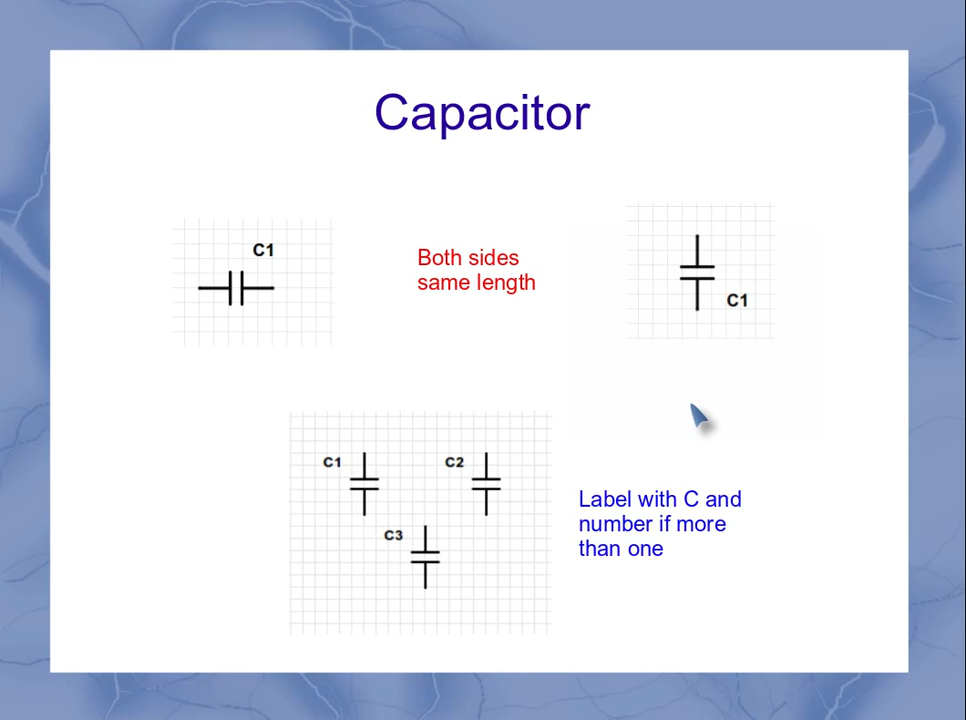 Capacitor
C1
Both sides
same length
C1
C1
C2
C3
Label with C and
number if more
than one